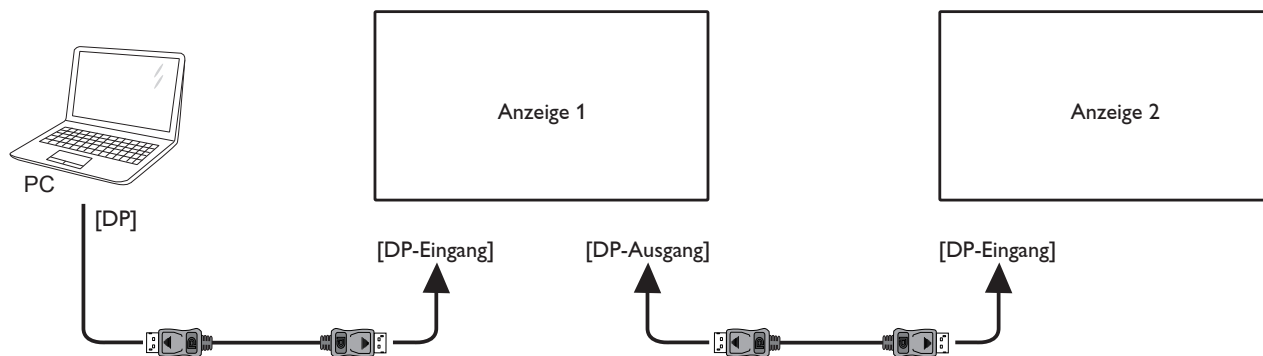 Anzeige 1
Anzeige 2
PC
[DP]
[DP-Eingang]
[DP-Ausgang]
[DP-Eingang]